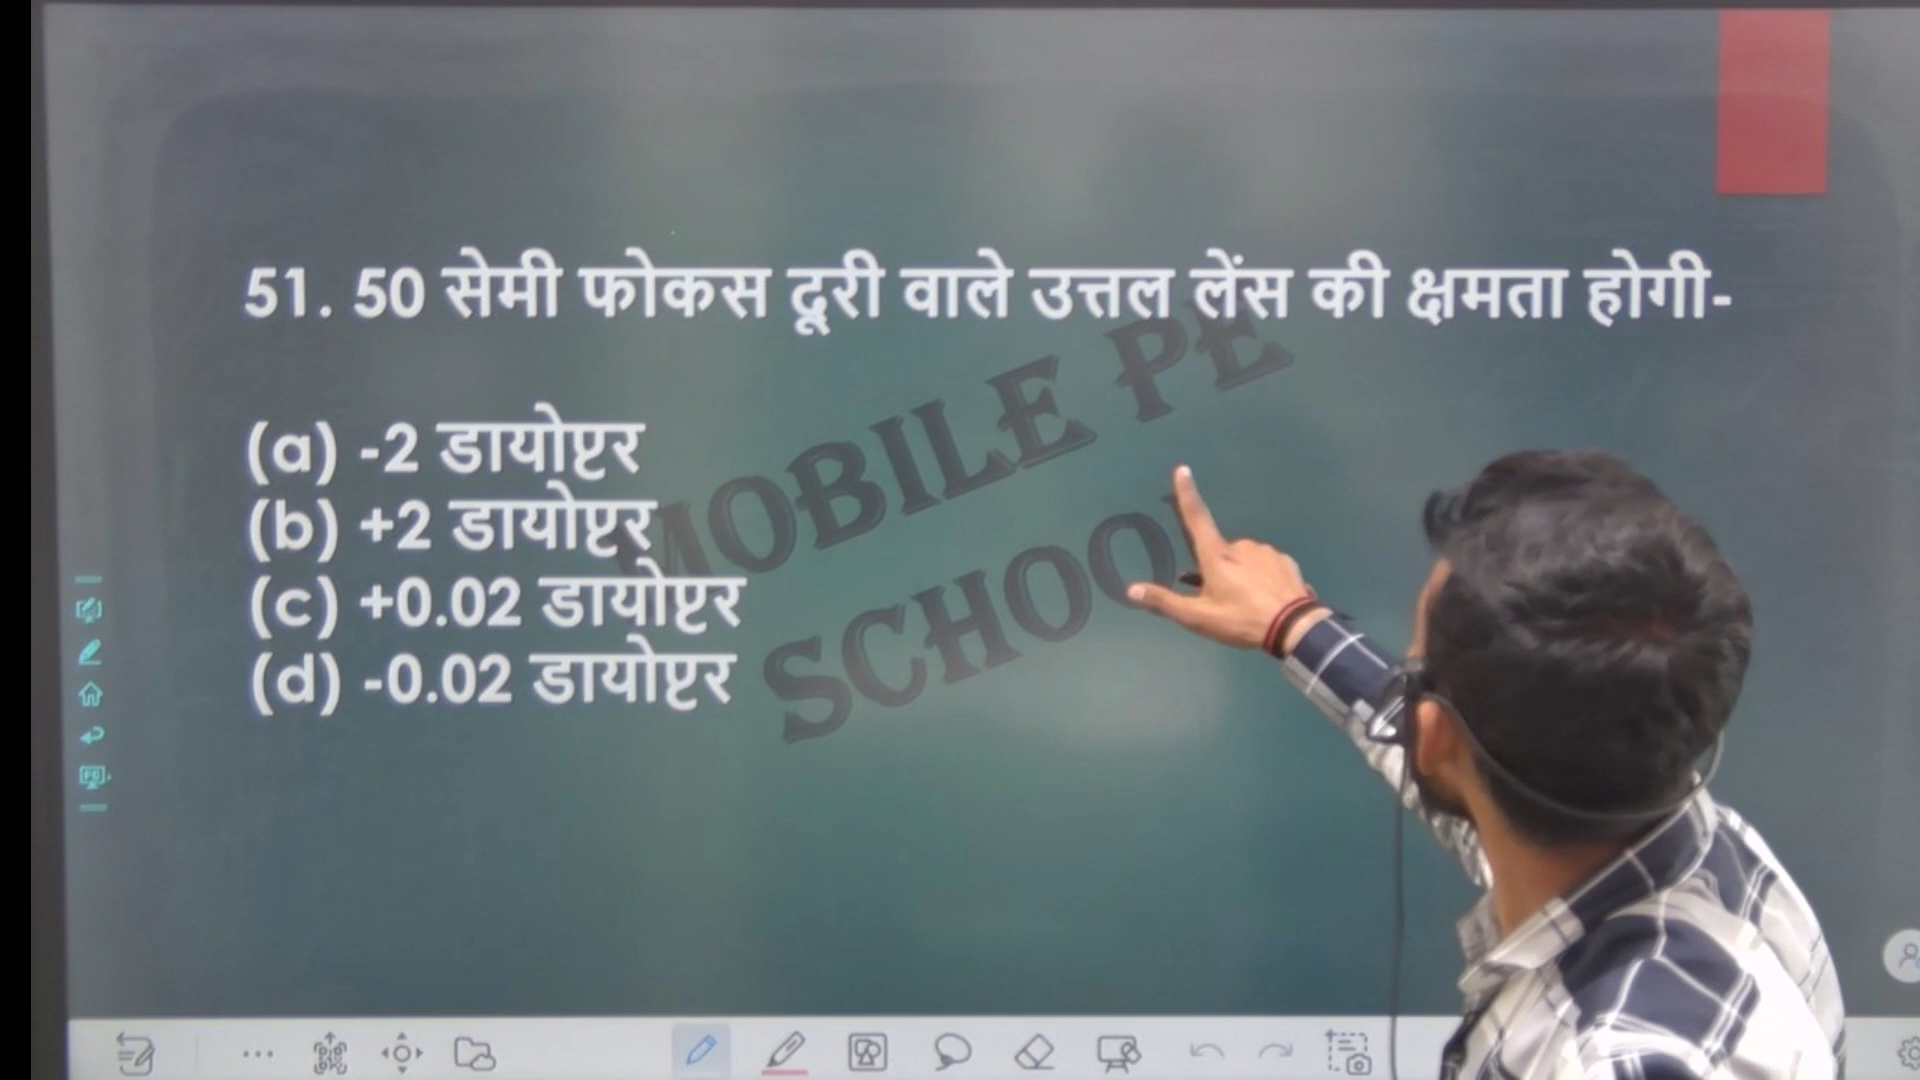 51. 50 सेमी फोकस दूरी वाले उत्तल लेंस की क्षमता होगी-
(a) -2 डायोप्टर
(b) +2 डायोप्टर
(c) +0.02 डायोप्टर
(d) -0.02 डायोप्टर
MOBILE PE
SCHOOL